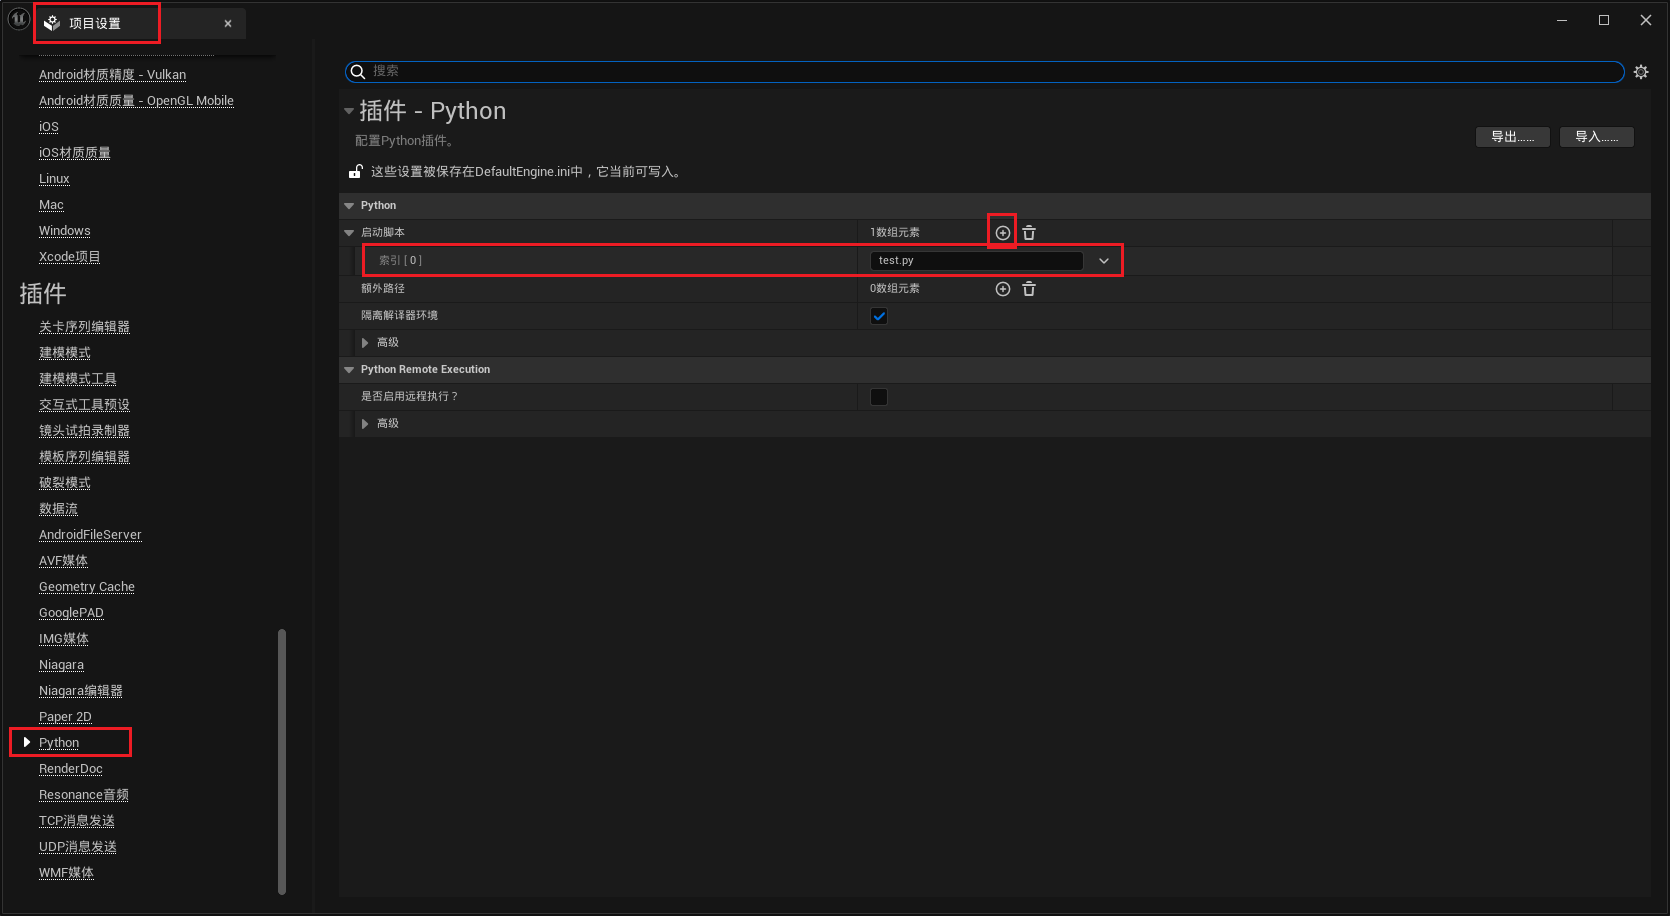 项目设置
Android材质精度 - Vulkan
Android材质质量 - OpenGL Mobile
iOS
iOS材质质量
Linux
Mac
Windows
Xcode项目
插件
关卡序列编辑器
建模模式
建模模式工具
交互式工具预设
镜头试拍录制器
模板序列编辑器
破裂模式
数据流
AndroidFileServer
AVF媒体
Geometry Cache
GooglePAD
IMG媒体
Niagara
Niagara编辑器
Paper 2D
Python
RenderDoc
Resonance音频
TCP消息发送
UDP消息发送
WMF媒体
搜索
插件 - Python
配置Python插件。
导出......
导入......
这些设置被保存在DefaultEngine.ini中，它当前可写入。
Python
启动脚本 1数组元素
索引 [ 0 ] test.py
额外路径 0数组元素
隔离解译器环境
高级
Python Remote Execution
是否启用远程执行？
高级